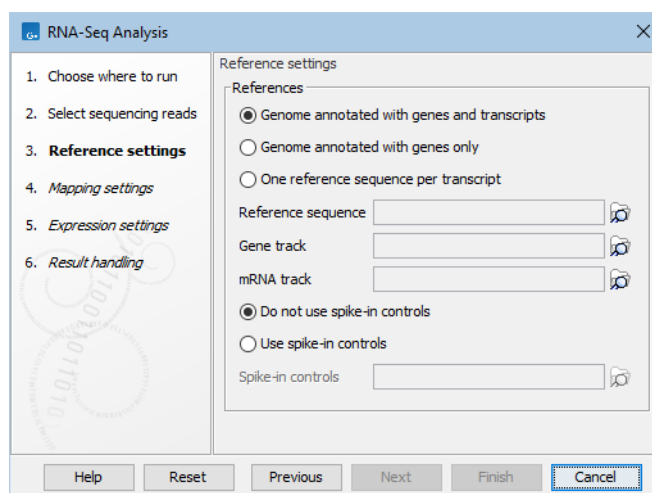 G.
RNA-Seq Analysis
1. Choose where to run
2. Select sequencing reads
3. Reference settings
4. Mapping settings
5. Expression settings
6. Result handling
Reference settings
References
Genome annotated with genes and transcripts
Genome annotated with genes only
One reference sequence per transcript
Reference sequence
Gene track
mRNA track
Do not use spike-in controls
Use spike-in controls
Spike-in controls
Help Reset Previous Next Finish Cancel